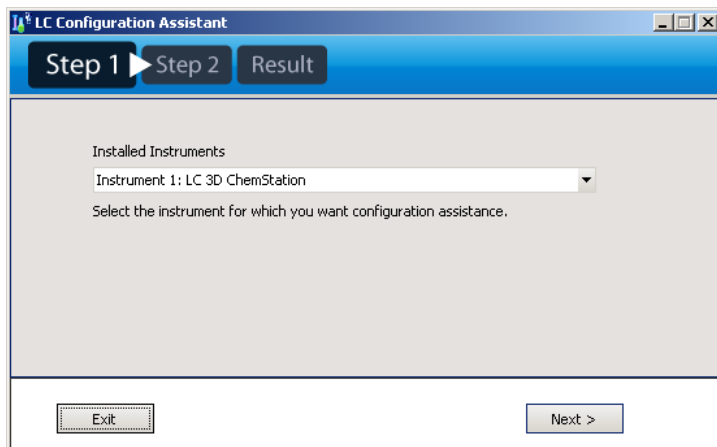 LC Configuration Assistant
Step 1 Step 2 Result
Installed Instruments
Instrument 1: LC 3D ChemStation
Select the instrument for which you want configuration assistance.
Exit Next >